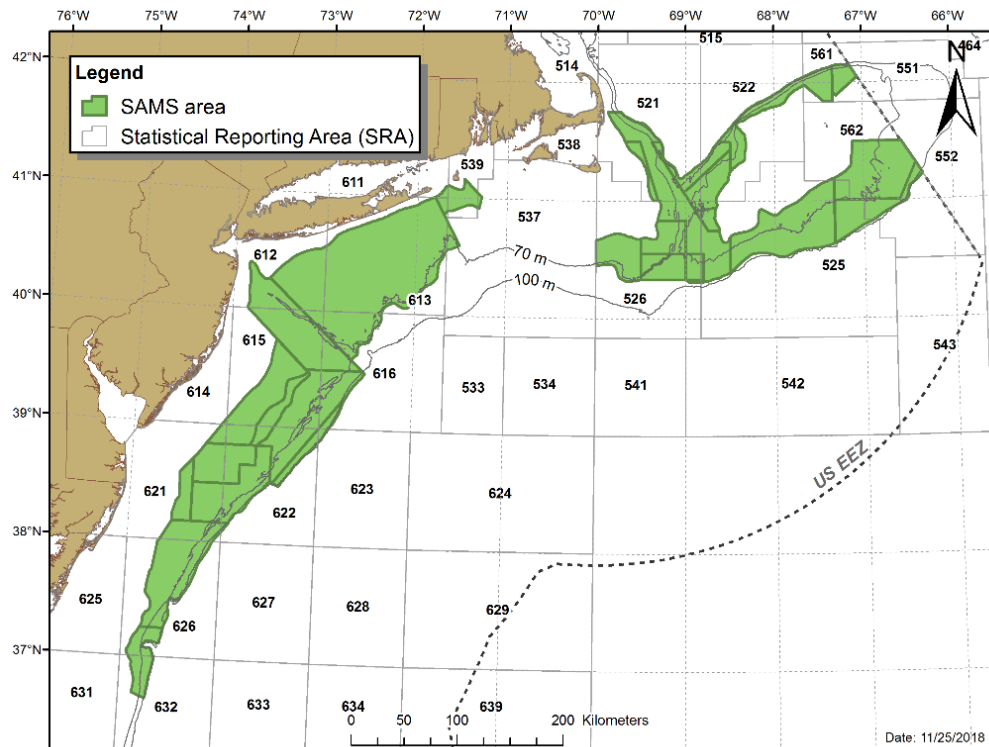 76°W 75°W 74°W 73°W 72°W 71°W 70°W 69°W 68°W 67°W 66°W
42°N
41°N
40°N
39°N
38°N
37°N
Legend
SAMS area
Statistical Reporting Area (SRA)
N
464
515
561
551
514
522
521
562
552
538
539
611
537
612
70 m
525
613
100 m
526
615
543
616
614
533
534
541
542
US EEZ
621
623
624
622
625
627
628
629
626
631
632
633
634
639
0 50 100 200 Kilometers
Date: 11/25/2018